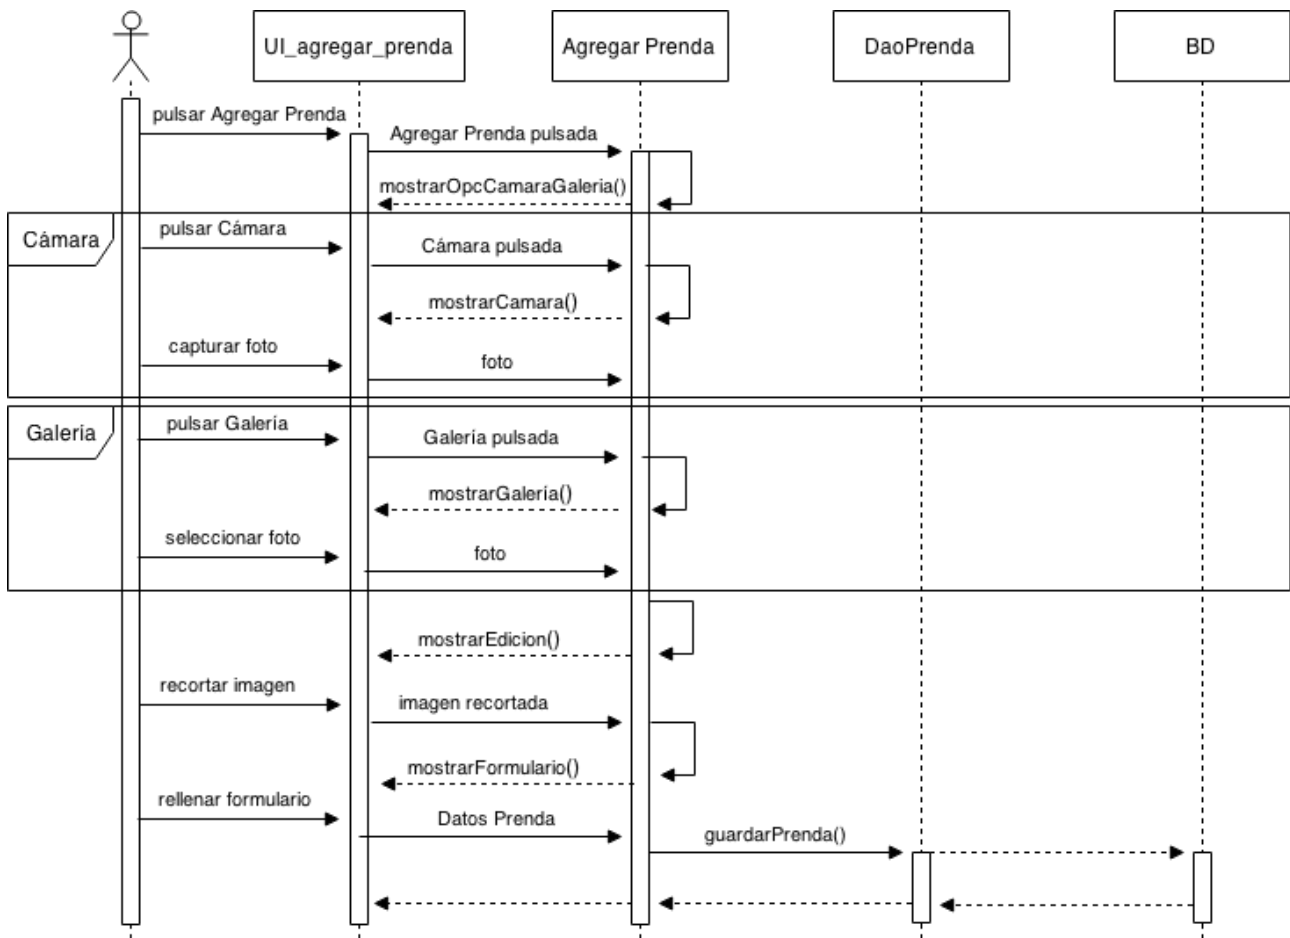 UI_agregar_prenda
Agregar Prenda
DaoPrenda
BD
pulsar Agregar Prenda
Agregar Prenda pulsada
mostrarOpcCamaraGaleria()
Cámara
pulsar Cámara
Cámara pulsada
mostrarCamara()
capturar foto
foto
Galería
pulsar Galería
Galería pulsada
mostrarGalería()
seleccionar foto
foto
mostrarEdicion()
recortar imagen
imagen recortada
mostrarFormulario()
rellenar formulario
Datos Prenda
guardarPrenda()